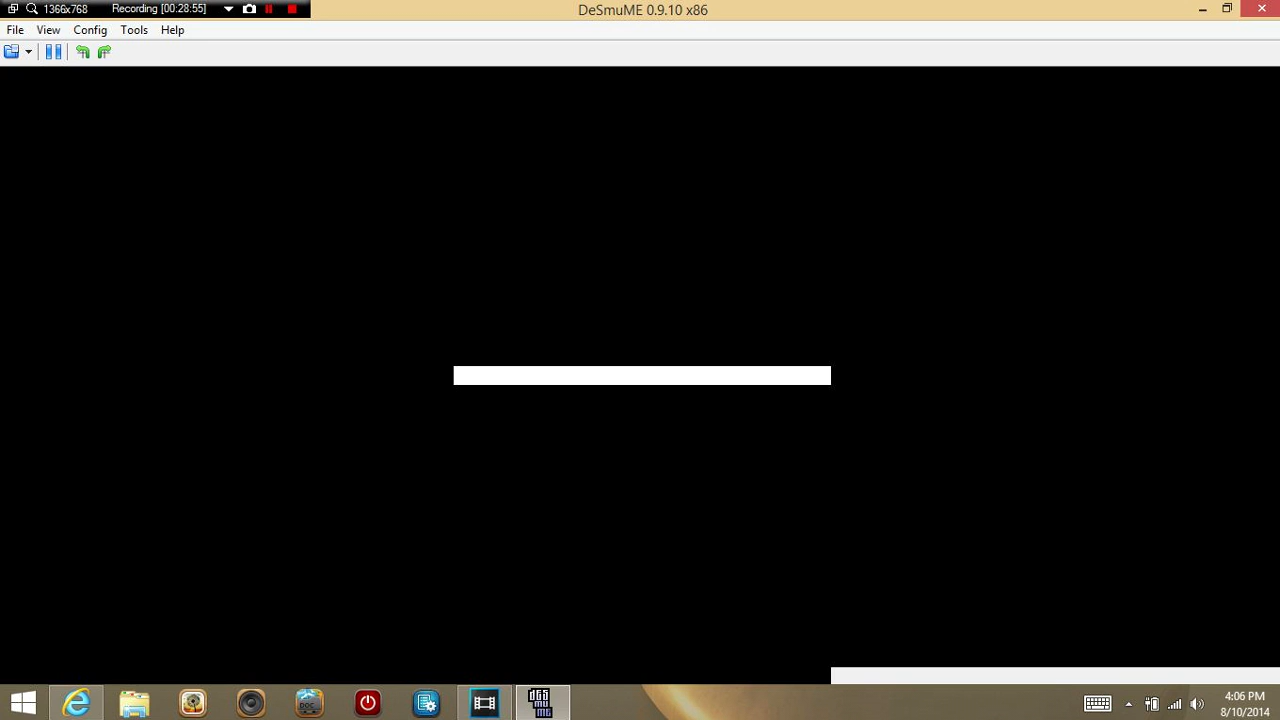 1366x768 Recording [00:28:55]
DeSmuME 0.9.10 x86
File View Config Tools Help
DOC
4:06 PM
8/10/2014